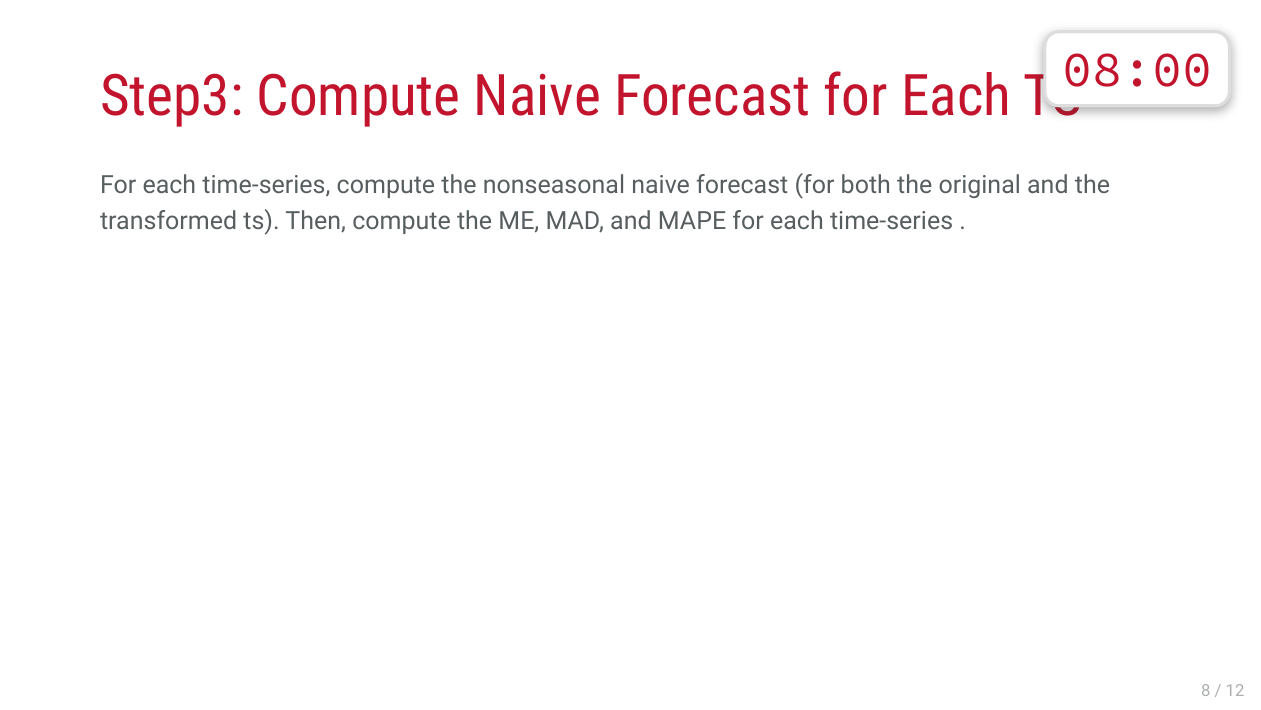 Step3: Compute Naive Forecast for Each TS
08:00
For each time-series, compute the nonseasonal naive forecast (for both the original and the
transformed ts). Then, compute the ME, MAD, and MAPE for each time-series .
8 / 12